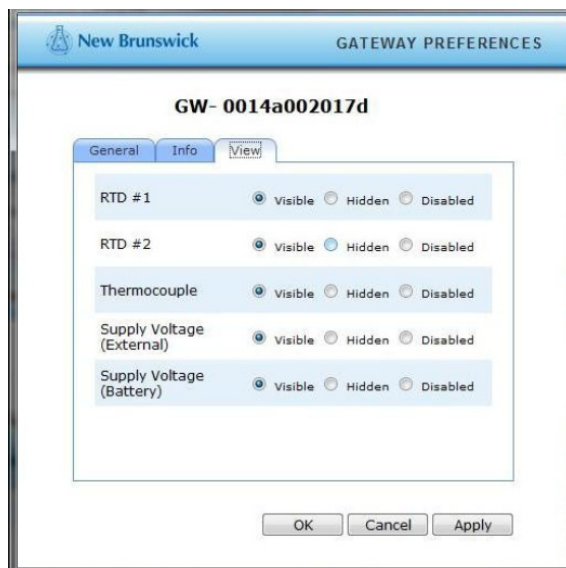 New Brunswick GATEWAY PREFERENCES
GW- 0014a002017d
General Info View
RTD #1 Visible Hidden Disabled
RTD #2 Visible Hidden Disabled
Thermocouple Visible Hidden Disabled
Supply Voltage
(External) Visible Hidden Disabled
Supply Voltage
(Battery) Visible Hidden Disabled
OK Cancel Apply